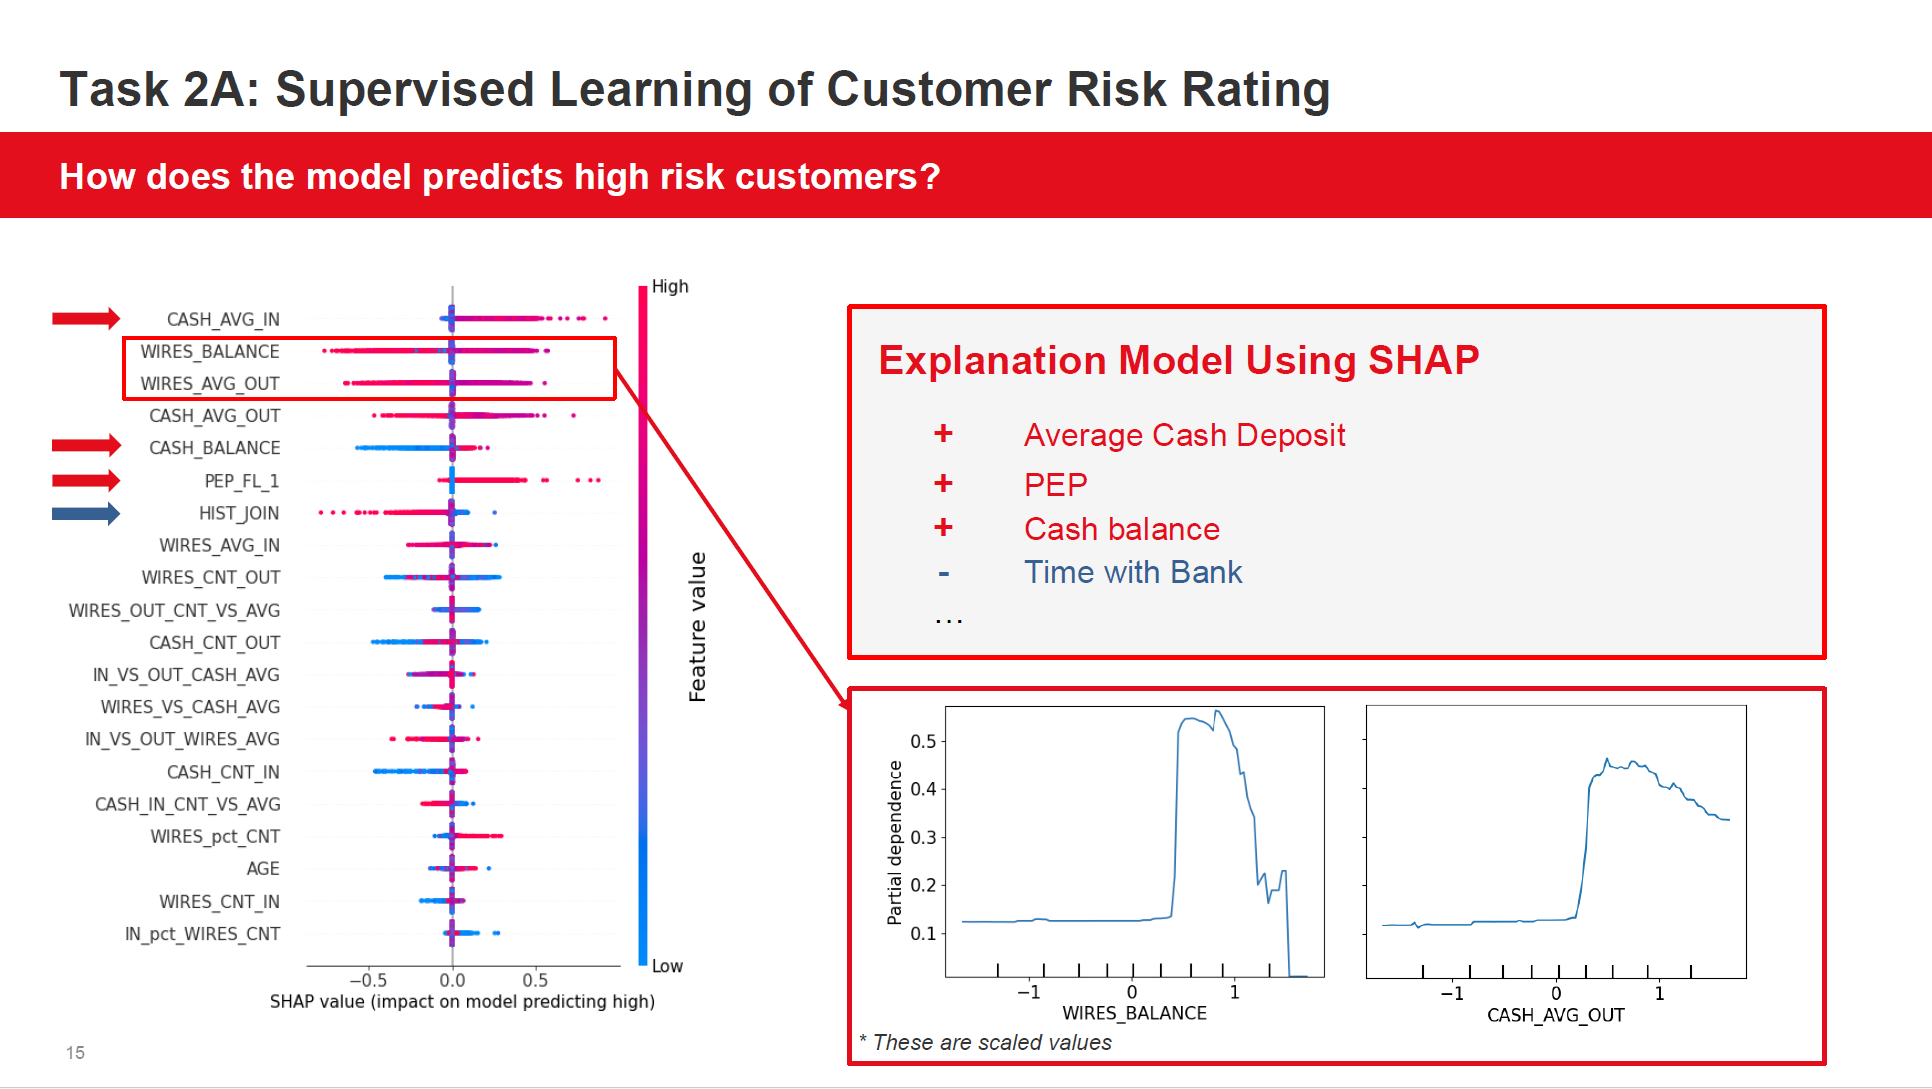 Task 2A: Supervised Learning of Customer Risk Rating
How does the model predicts high risk customers?
High
CASH_AVG_IN
WIRES_BALANCE
WIRES_AVG_OUT
CASH_AVG_OUT
CASH_BALANCE
PEP_FL_1
HIST_JOIN
WIRES_AVG_IN
WIRES_CNT_OUT
WIRES_OUT_CNT_VS_AVG
CASH_CNT_OUT
IN_VS_OUT_CASH_AVG
WIRES_VS_CASH_AVG
IN_VS_OUT_WIRES_AVG
CASH_CNT_IN
CASH_IN_CNT_VS_AVG
WIRES_pct_CNT
AGE
WIRES_CNT_IN
IN_pct_WIRES_CNT
Low
Feature value
−0.5 0.0 0.5
SHAP value (impact on model predicting high)
Explanation Model Using SHAP
+ Average Cash Deposit
+ PEP
+ Cash balance
- Time with Bank
...
Partial dependence
0.5
0.4
0.3
0.2
0.1
−1 0 1
WIRES_BALANCE
−1 0 1
CASH_AVG_OUT
* These are scaled values
15